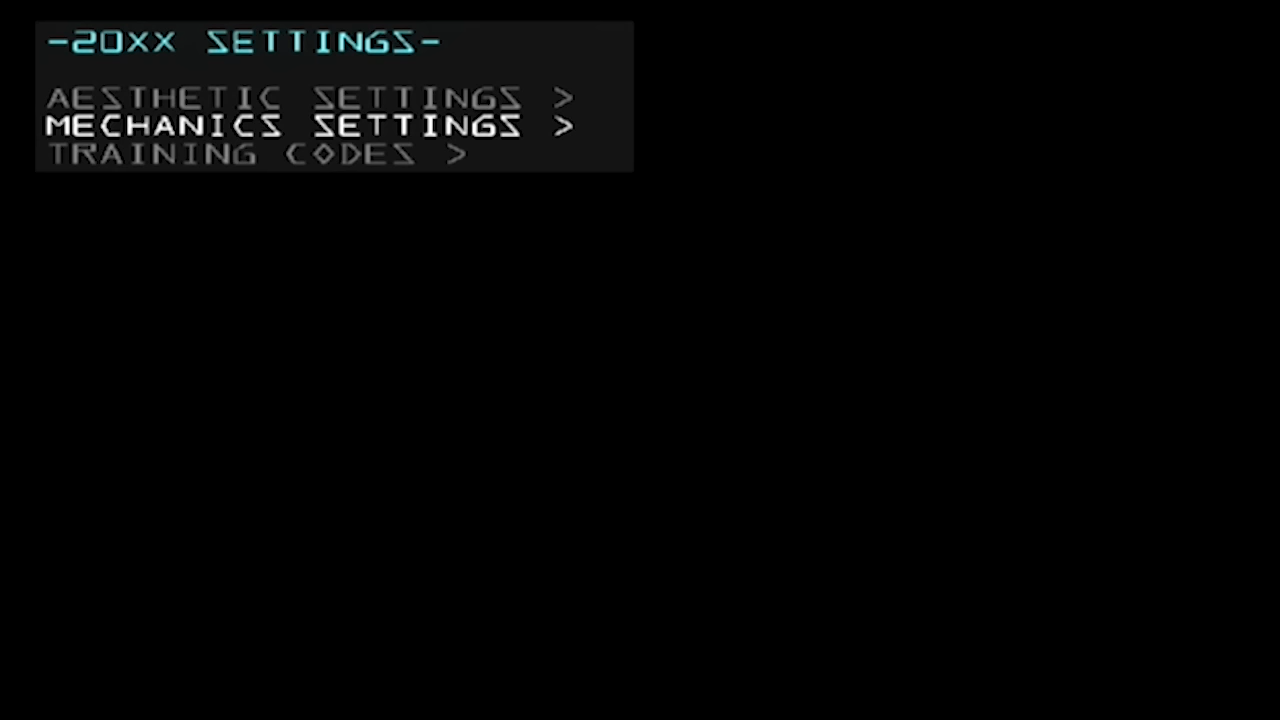 -20XX SETTINGS-
AESTHETIC SETTINGS >
MECHANICS SETTINGS >
TRAINING CODES >